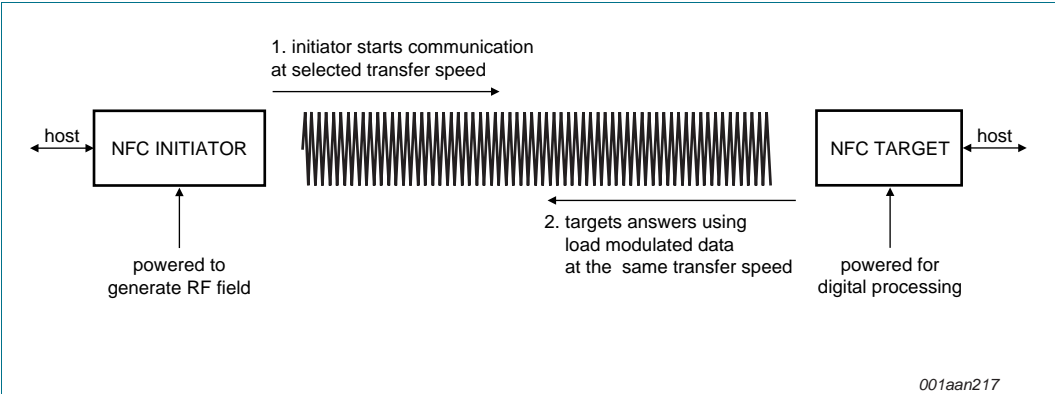 1. initiator starts communication
at selected transfer speed
host
NFC INITIATOR
NFC TARGET
host
2. targets answers using
load modulated data
at the same transfer speed
powered to
generate RF field
powered for
digital processing
001aan217